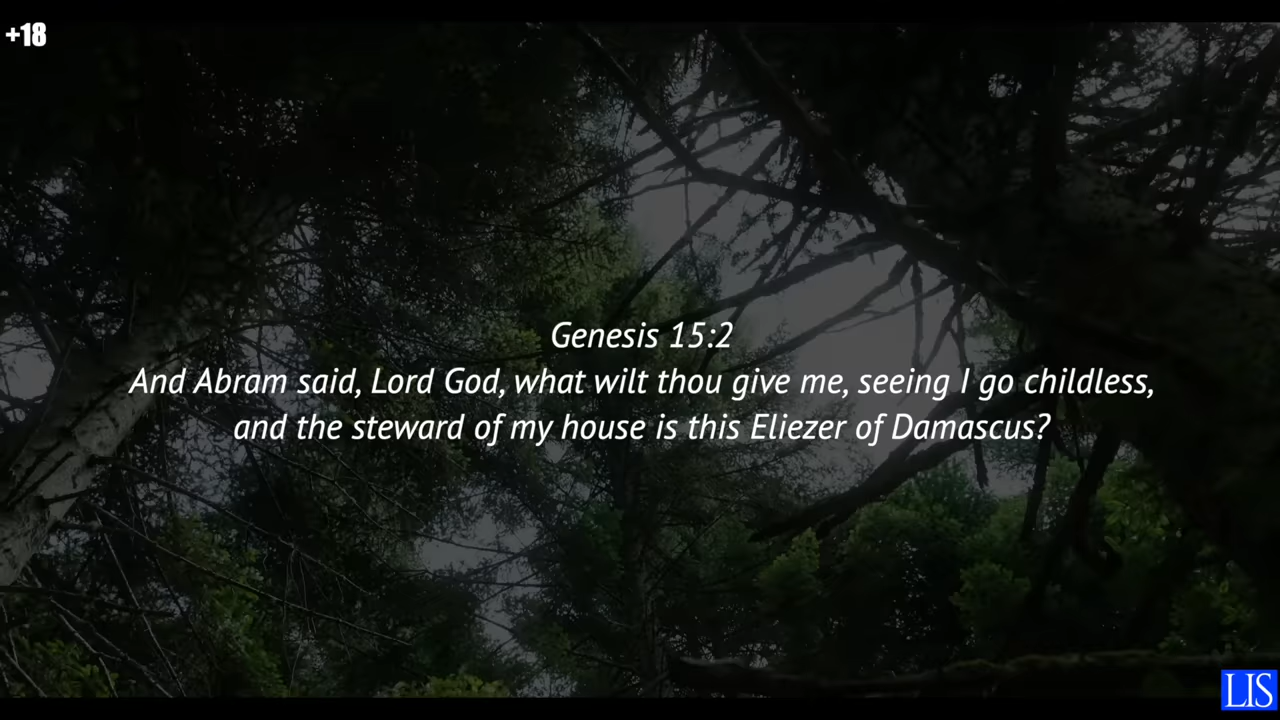 +18
Genesis 15:2
And Abram said, Lord God, what wilt thou give me, seeing I go childless,
and the steward of my house is this Eliezer of Damascus?
LIS